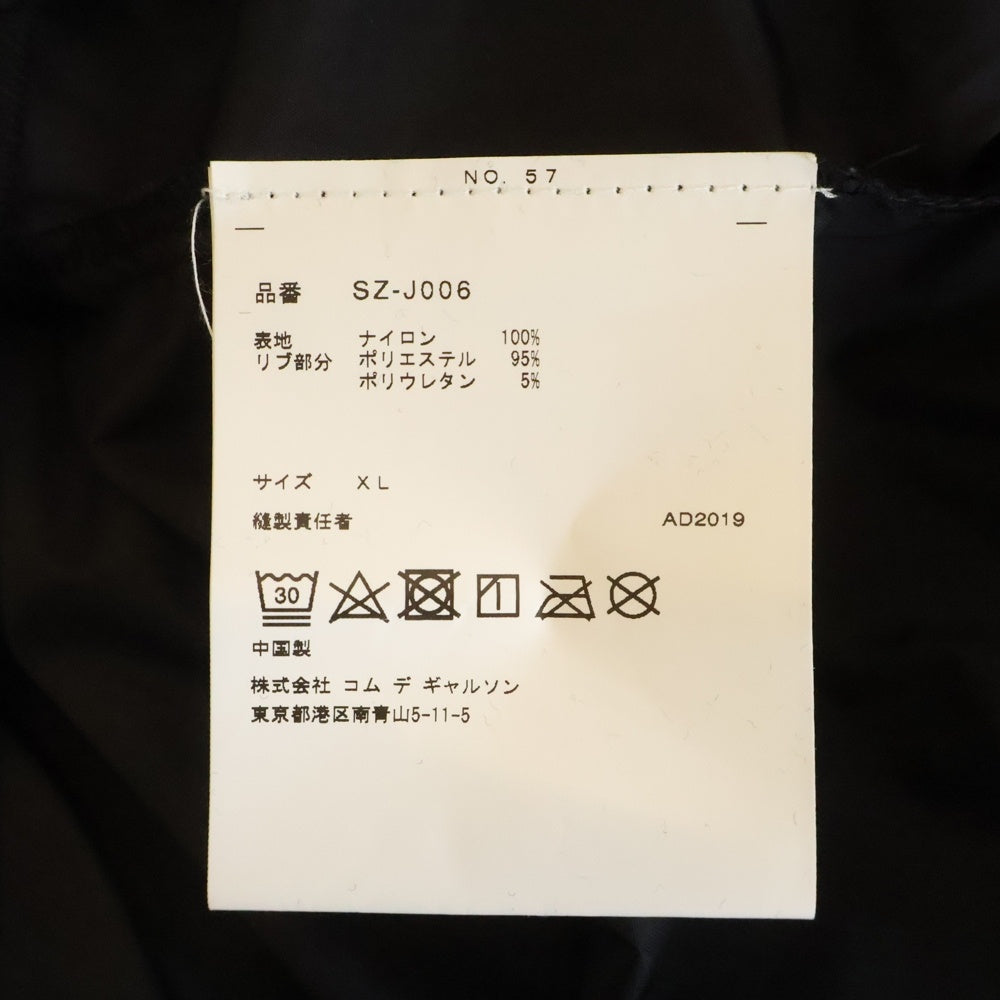 NO. 57
品番 SZ-J006
表地 ナイロン 100%
リブ部分 ポリエステル 95%
ポリウレタン 5%
サイズ XL
縫製責任者 AD2019
30
中国製
株式会社 コム デ ギャルソン
東京都港区南青山5-11-5